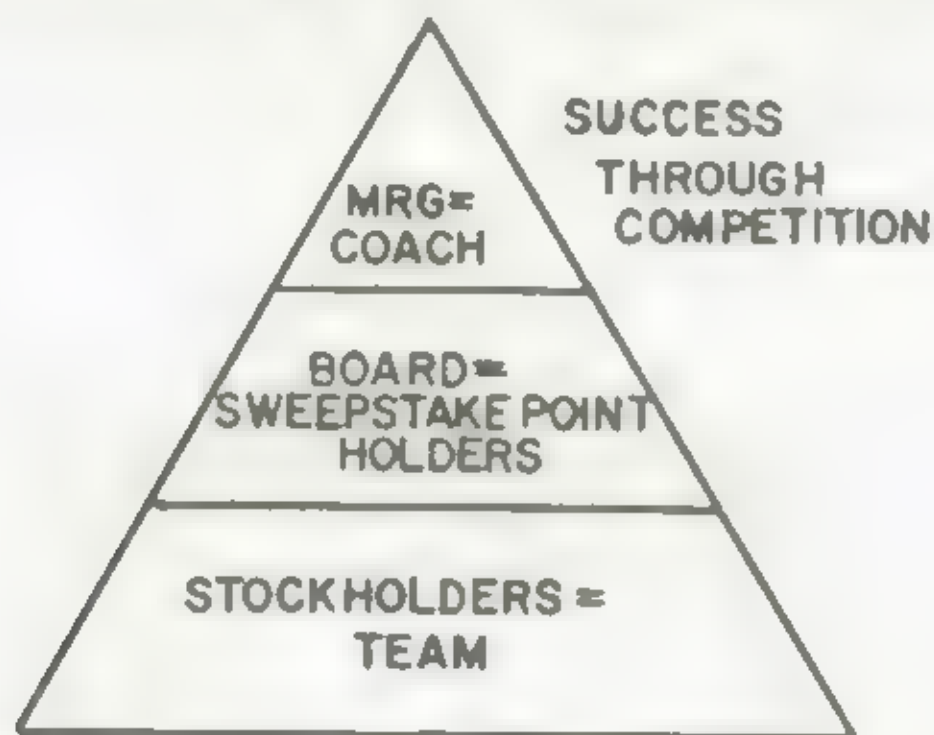 SUCCESS
THROUGH
COMPETITION
MRG=
COACH
BOARD=
SWEEPSTAKE POINT
HOLDERS
STOCKHOLDERS =
TEAM